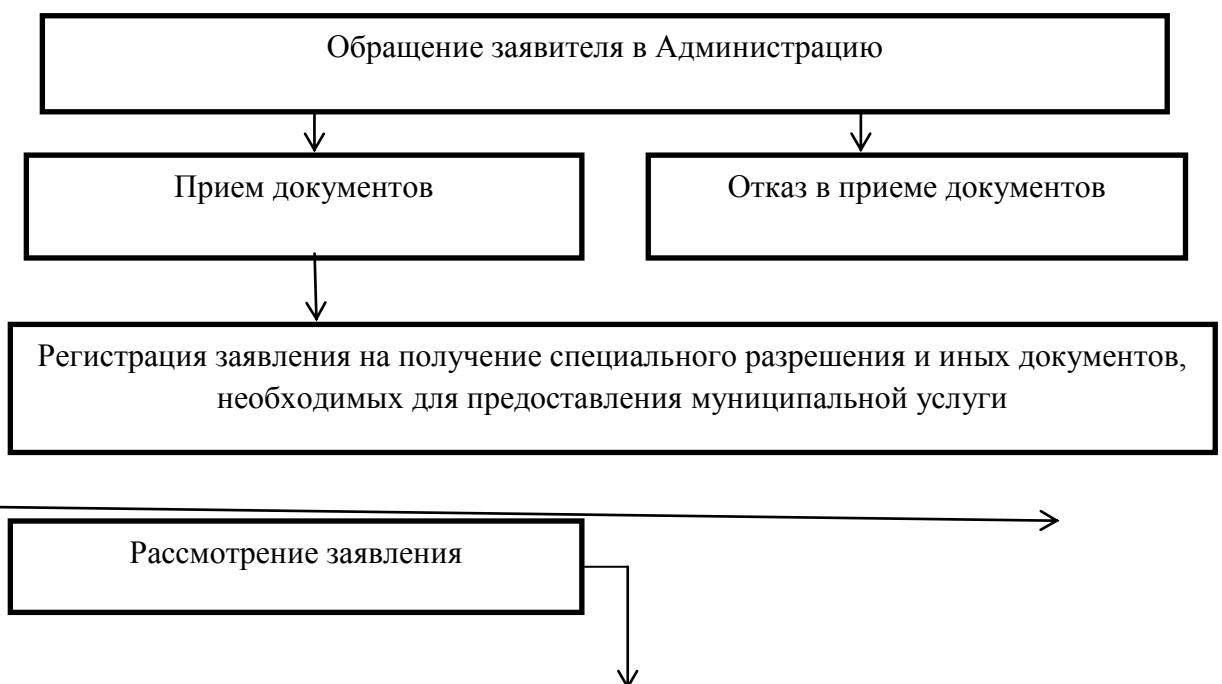 Обращение заявителя в Администрацию
Прием документов
Отказ в приеме документов
Регистрация заявления на получение специального разрешения и иных документов,
необходимых для предоставления муниципальной услуги
Рассмотрение заявления